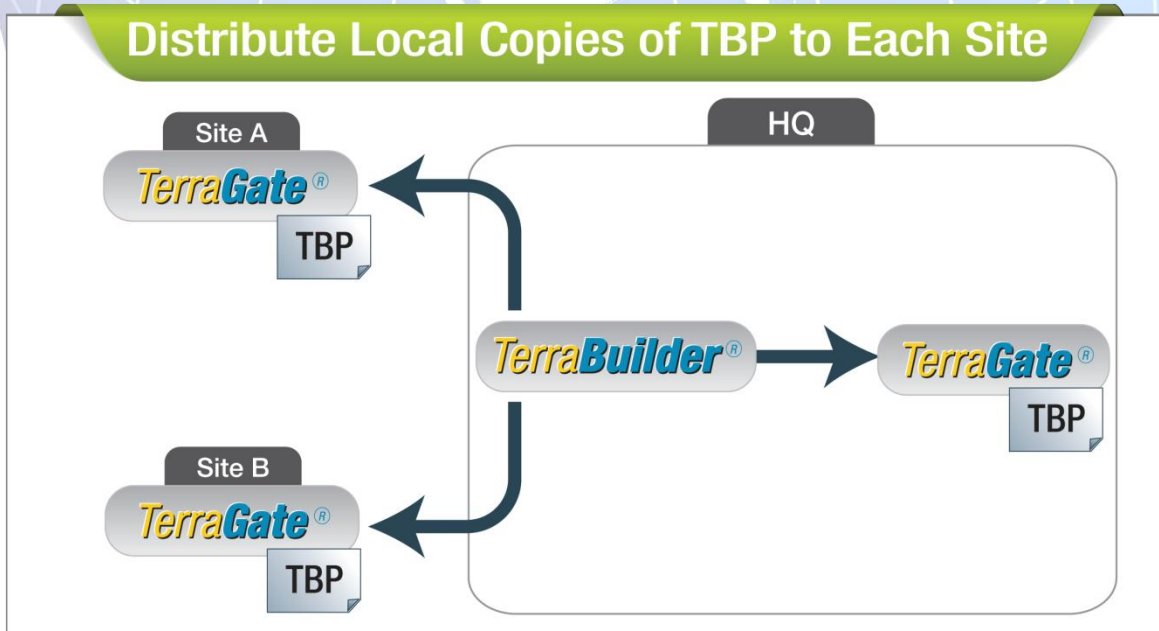 Distribute Local Copies of TBP to Each Site
Site A
TerraGate®
TBP
HQ
TerraBuilder®
TerraGate®
TBP
Site B
TerraGate®
TBP